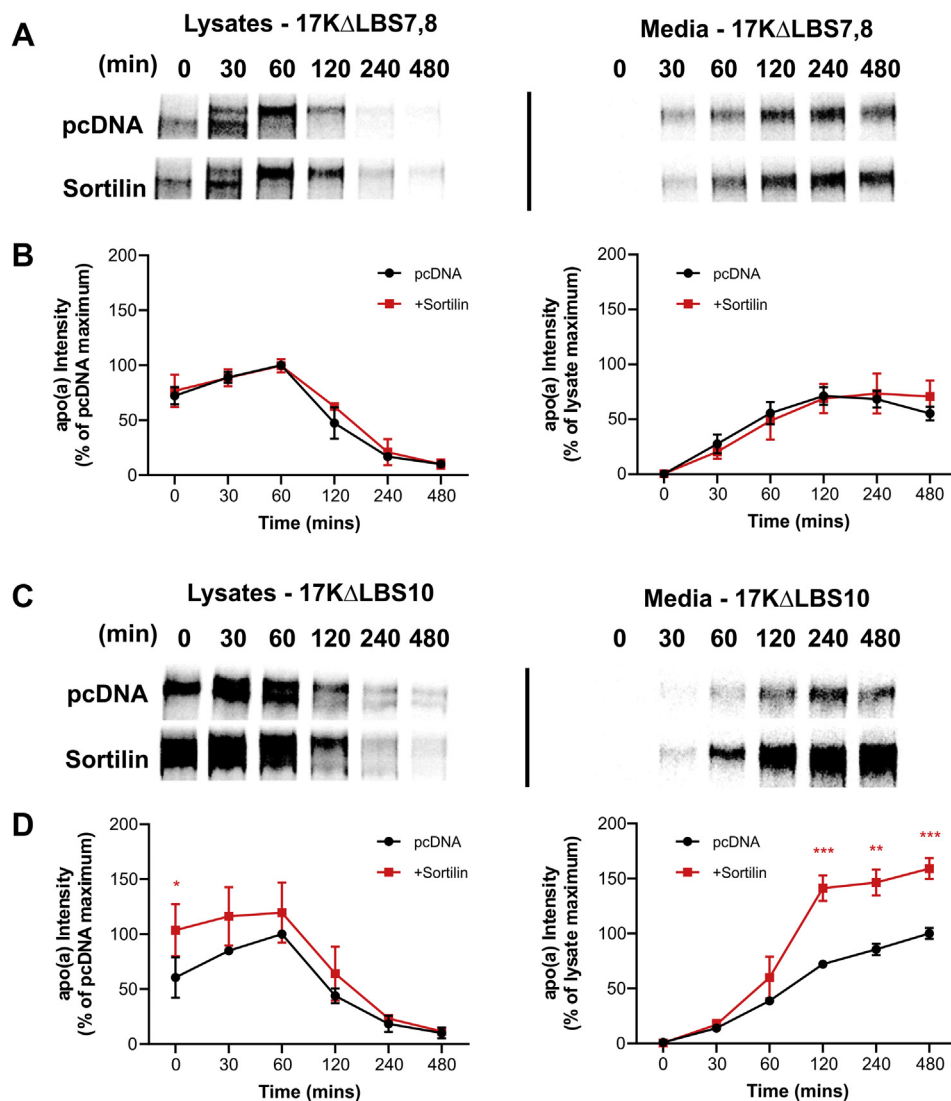 A
Lysates - 17KΔLBS7,8
Media - 17KΔLBS7,8
(min) 0 30 60 120 240 480
0 30 60 120 240 480
pcDNA
Sortilin
B
apo(a) Intensity
(% of pcDNA maximum)
200
150
100
50
0
pcDNA
+Sortilin
0 30 60 120 240 480
Time (mins)
apo(a) Intensity
(% of lysate maximum)
200
150
100
50
0
pcDNA
+Sortilin
0 30 60 120 240 480
Time (mins)
C
Lysates - 17KΔLBS10
Media - 17KΔLBS10
(min) 0 30 60 120 240 480
0 30 60 120 240 480
pcDNA
Sortilin
D
apo(a) Intensity
(% of pcDNA maximum)
200
150
100
50
0
pcDNA
+Sortilin
*
0 30 60 120 240 480
Time (mins)
apo(a) Intensity
(% of lysate maximum)
200
150
100
50
0
pcDNA
+Sortilin
*** ** ***
0 30 60 120 240 480
Time (mins)